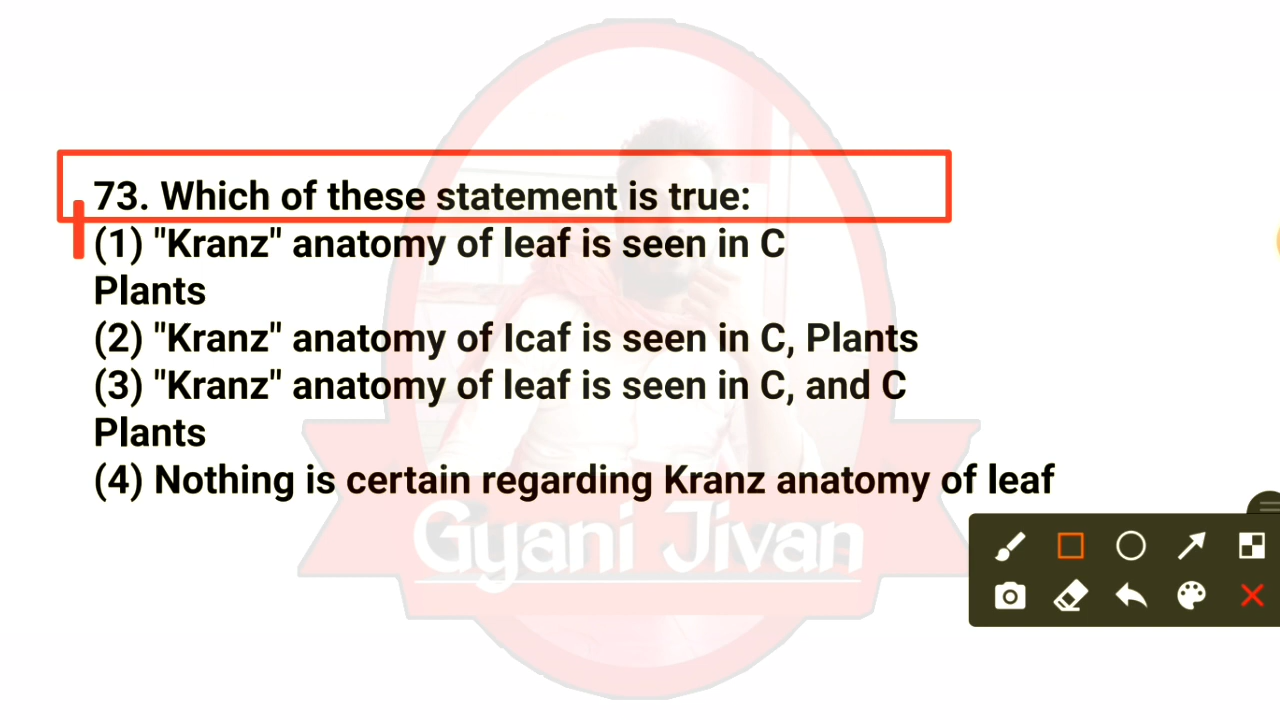 73. Which of these statement is true:
(1) "Kranz" anatomy of leaf is seen in C
Plants
(2) "Kranz" anatomy of Icaf is seen in C, Plants
(3) "Kranz" anatomy of leaf is seen in C, and C
Plants
(4) Nothing is certain regarding Kranz anatomy of leaf
Gyani Jivan